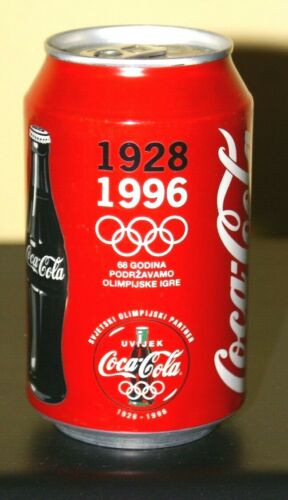 1928
1996
68 GODINA
PODRŽAVAMO
OLIMPIJSKE IGRE
SVJETSKI OLIMPIJSKI PARTNER
UVIJEK
Coca-Cola
1928 - 1996
Coca-Cola
Coca-Cola